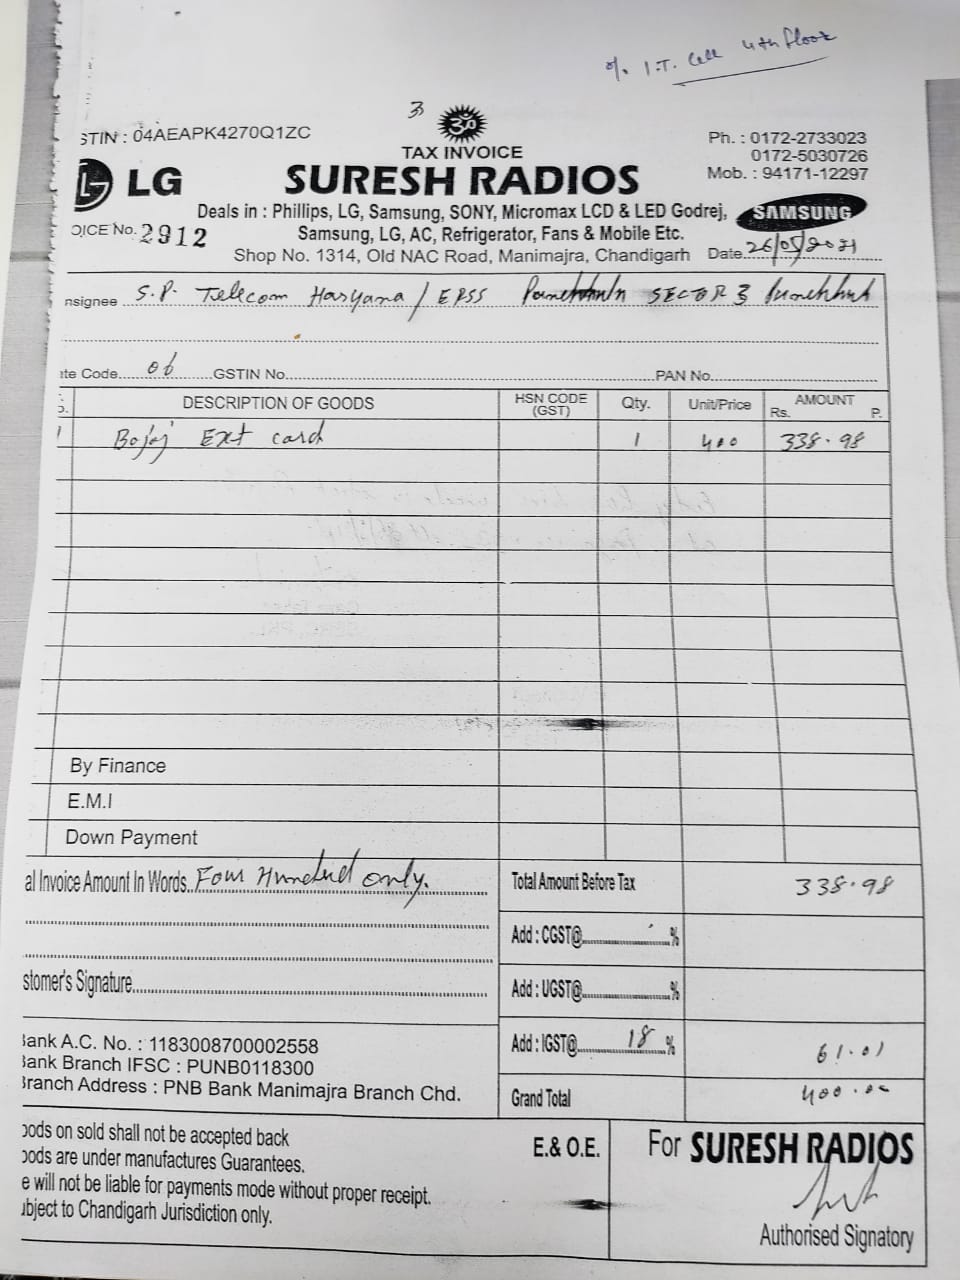 o/o I.T. Cell 4th floor
3
ॐ
STIN : 04AEAPK4270Q1ZC
Ph. : 0172-2733023
TAX INVOICE
0172-5030726
LG
SURESH RADIOS
Mob. : 94171-12297
Deals in : Phillips, LG, Samsung, SONY, Micromax LCD & LED Godrej,
SAMSUNG
OICE No. 2912
Samsung, LG, AC, Refrigerator, Fans & Mobile Etc.
Shop No. 1314, Old NAC Road, Manimajra, Chandigarh
Date 26/05/2021
nsignee S.P. Telecom Haryana / ERSS SECTOR 3
te Code 06 GSTIN No. PAN No.
o. DESCRIPTION OF GOODS HSN CODE (GST) Qty. Unit/Price AMOUNT Rs. P.
1 Bajaj Ext card 1 400 338.98
By Finance
E.M.I
Down Payment
al Invoice Amount In Words.. Four Hundred only.
Total Amount Before Tax 338.98
Add : CGST@ %
stomer's Signature
Add : UGST@ %
Add : IGST@ 18 % 61.01
Bank A.C. No. : 1183008700002558
Bank Branch IFSC : PUNB0118300
Branch Address : PNB Bank Manimajra Branch Chd.
Grand Total 400.00
oods on sold shall not be accepted back
oods are under manufactures Guarantees.
e will not be liable for payments mode without proper receipt.
ubject to Chandigarh Jurisdiction only.
E.& O.E.
For SURESH RADIOS
Authorised Signatory